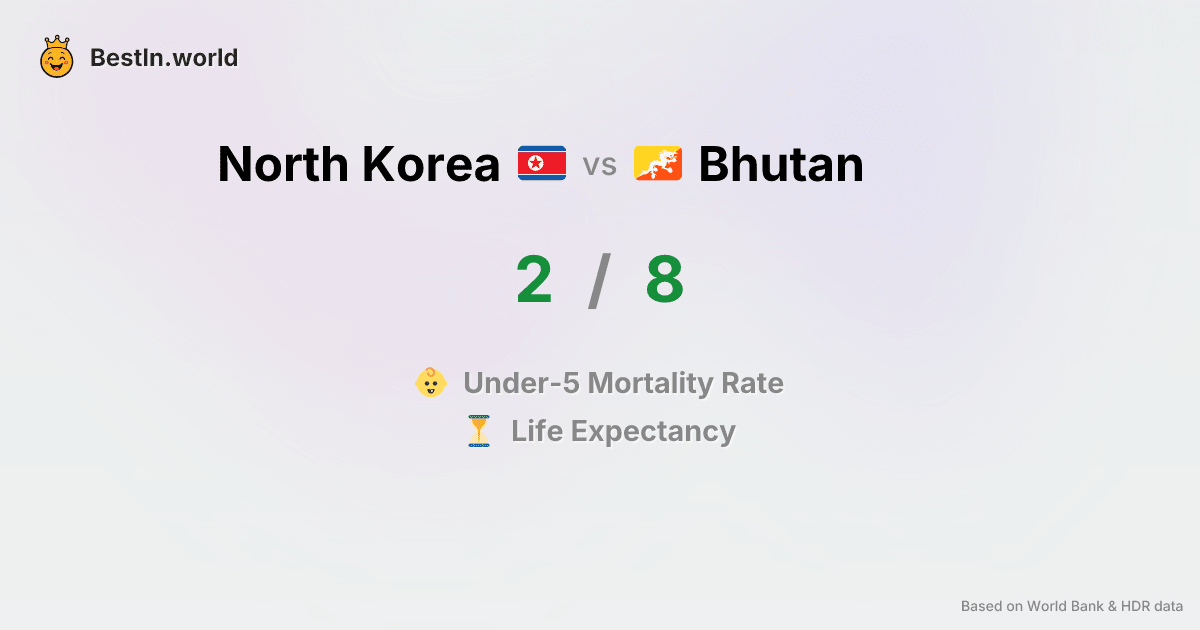 BestIn.world
North Korea vs Bhutan
2 / 8
Under-5 Mortality Rate
Life Expectancy
Based on World Bank & HDR data